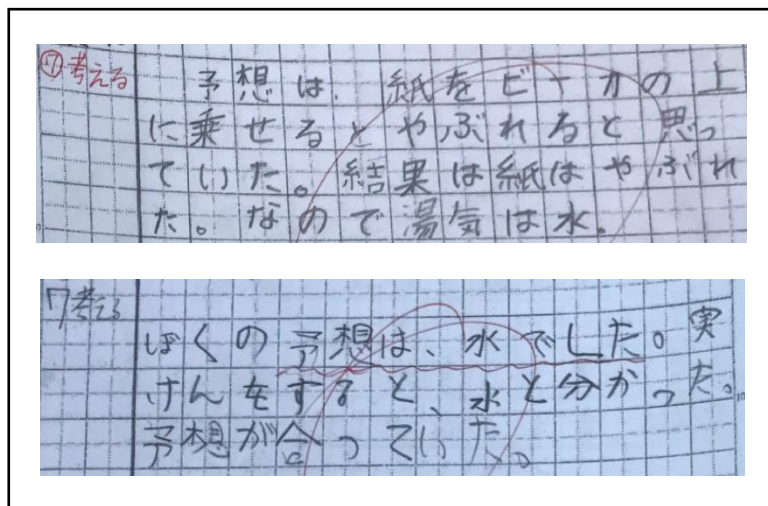 ⑦考える
予想は、紙をビーカの上
に乗せるとやぶれると思っ
ていた。結果は紙はやぶれ
た。なので湯気は水。
7考える
ぼくの予想は、水でした。実
けんをすると、水と分かった。
予想が合っていた。